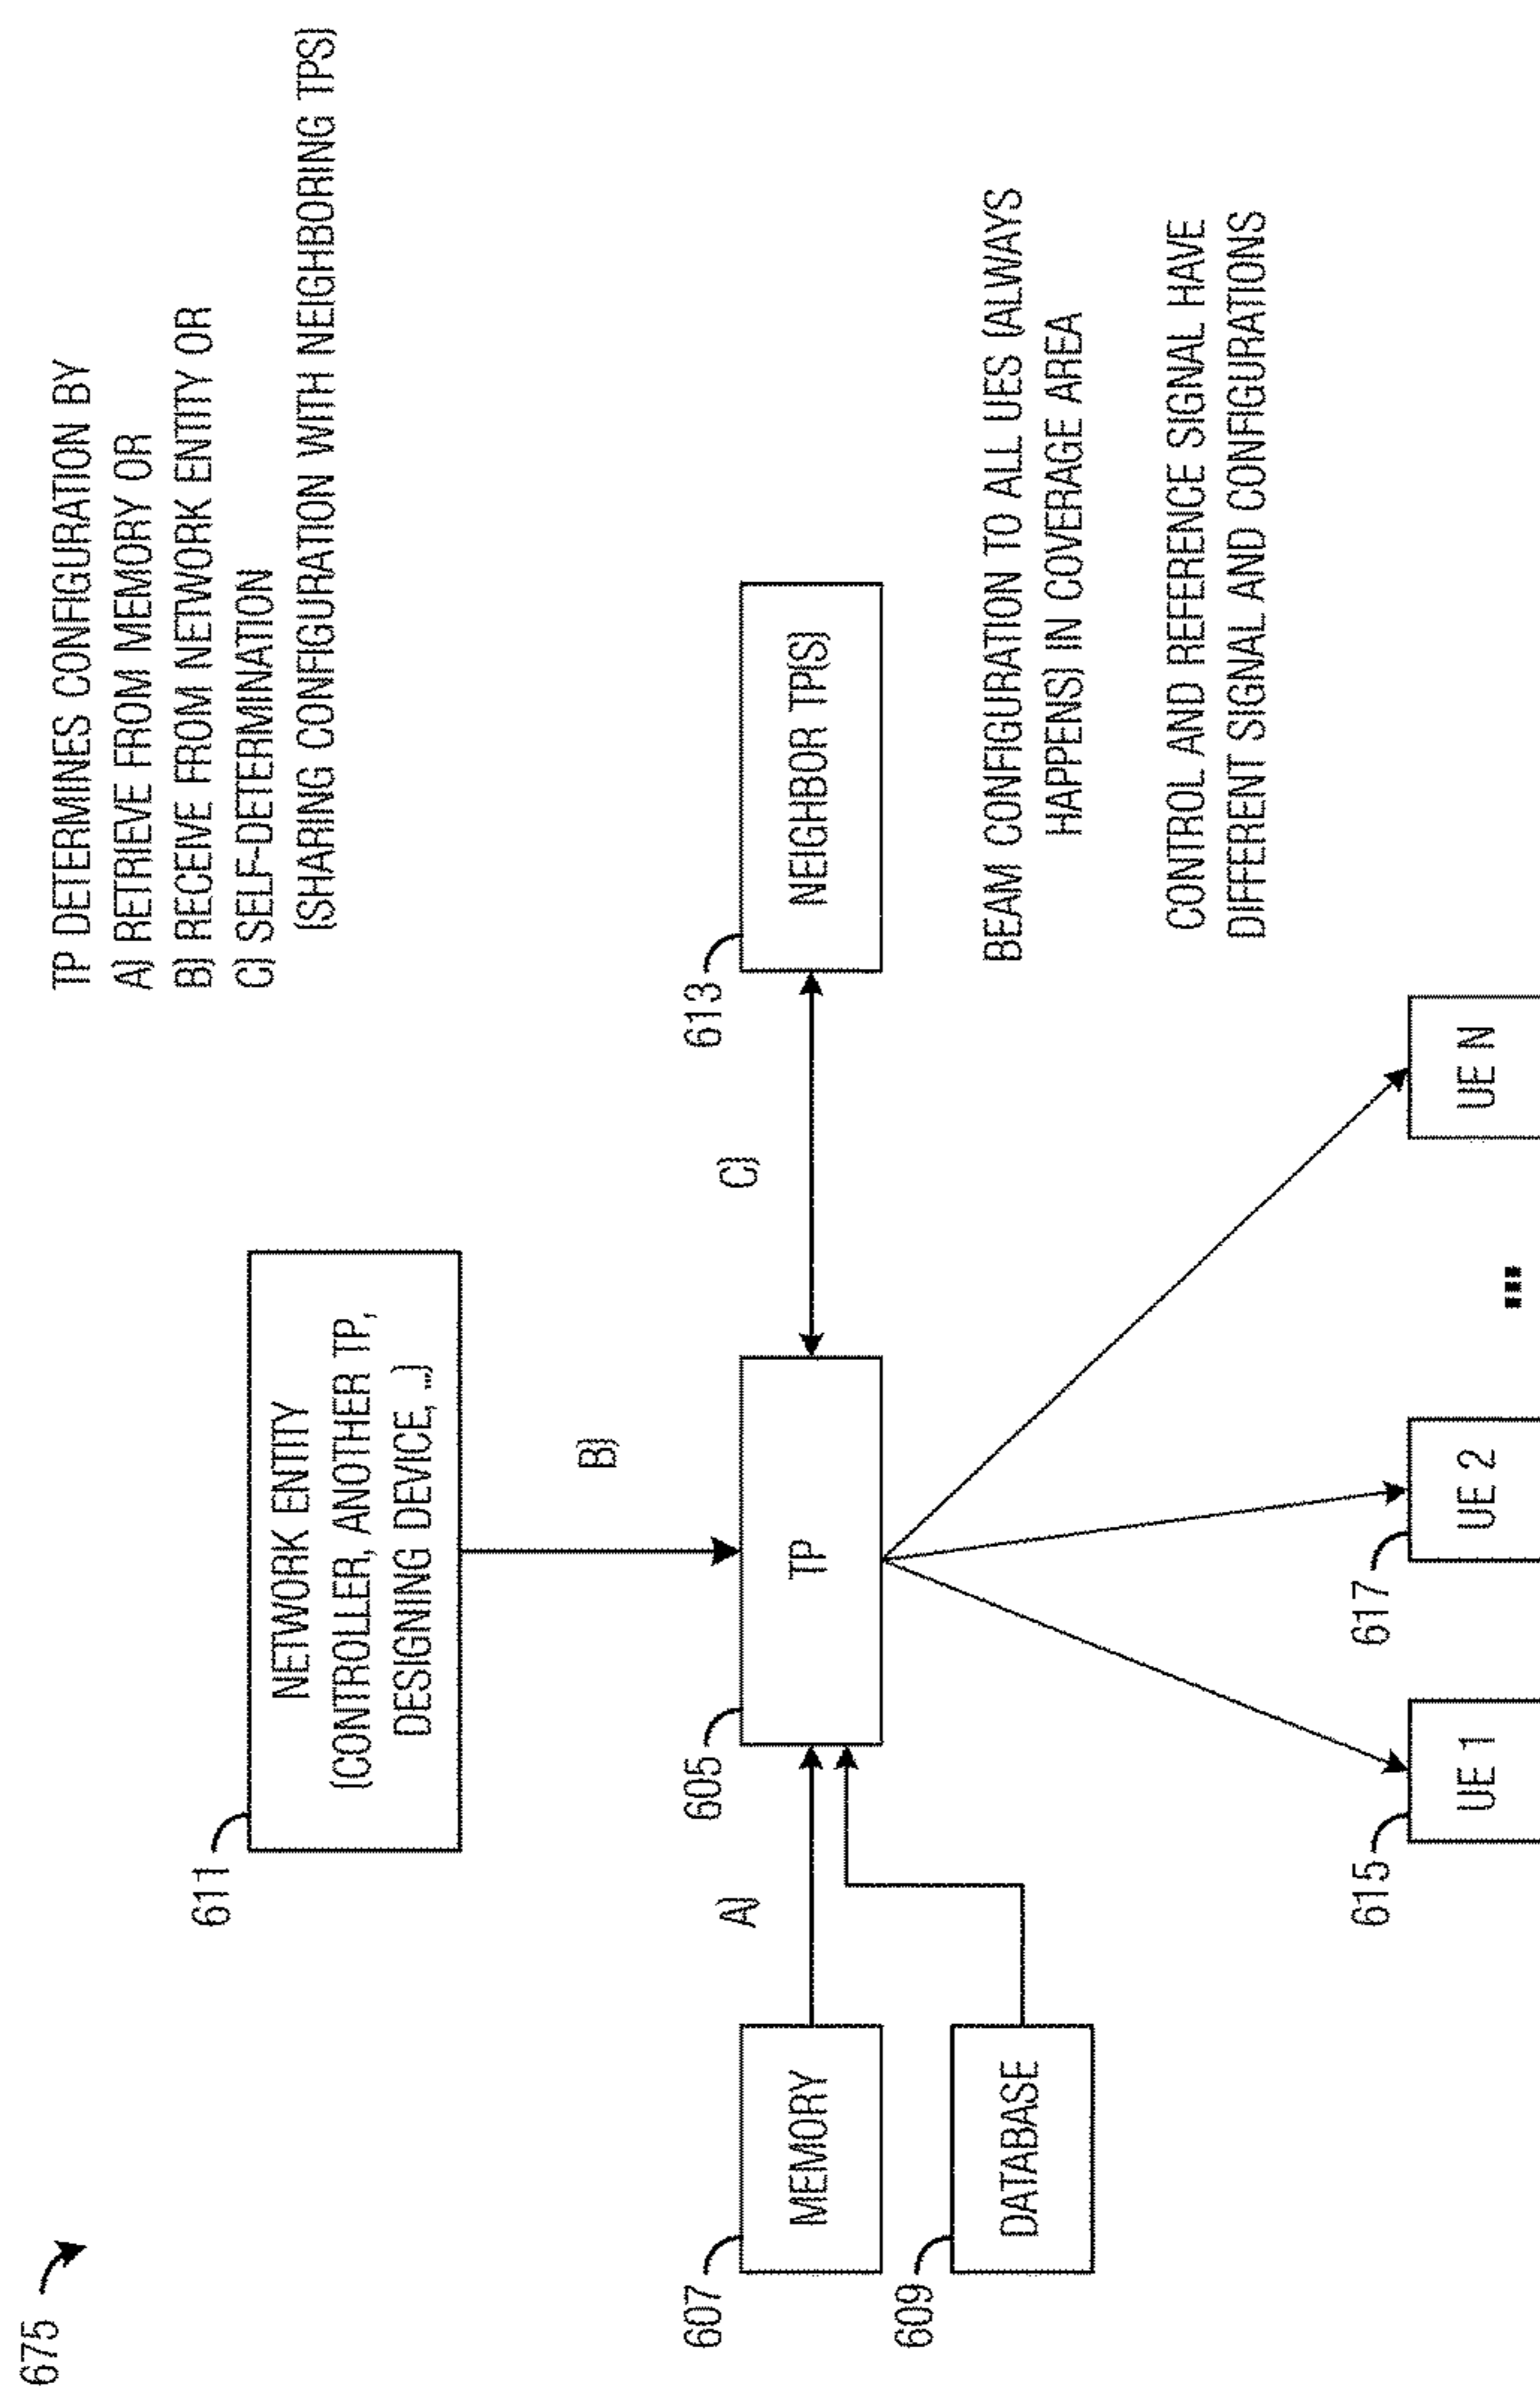 675
TP DETERMINES CONFIGURATION BY
A) RETRIEVE FROM MEMORY OR
B) RECEIVE FROM NETWORK ENTITY OR
C) SELF-DETERMINATION
(SHARING CONFIGURATION WITH NEIGHBORING TPS)
611
NETWORK ENTITY
(CONTROLLER, ANOTHER TP,
DESIGNING DEVICE, ...)
B)
607
MEMORY
A)
605
TP
C)
613
NEIGHBOR TP(S)
609
DATABASE
BEAM CONFIGURATION TO ALL UES (ALWAYS
HAPPENS) IN COVERAGE AREA
CONTROL AND REFERENCE SIGNAL HAVE
DIFFERENT SIGNAL AND CONFIGURATIONS
615
UE 1
617
UE 2
...
UE N